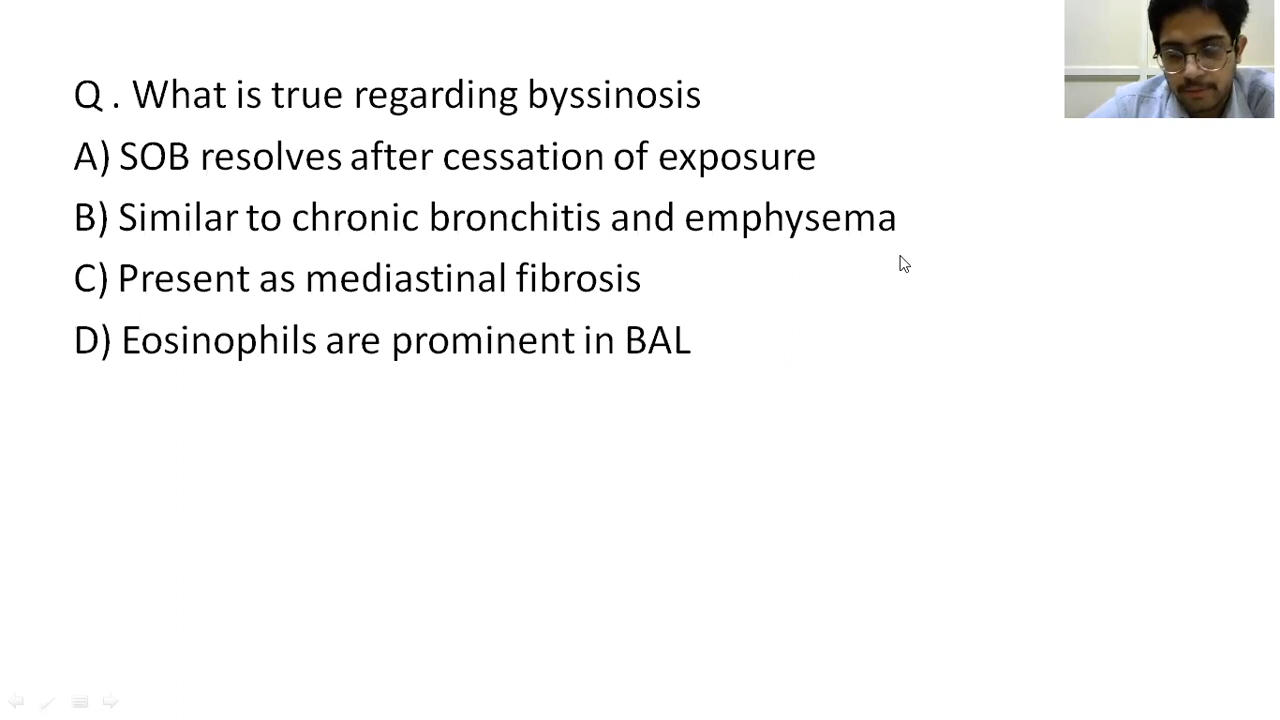 Q . What is true regarding byssinosis
A) SOB resolves after cessation of exposure
B) Similar to chronic bronchitis and emphysema
C) Present as mediastinal fibrosis
D) Eosinophils are prominent in BAL